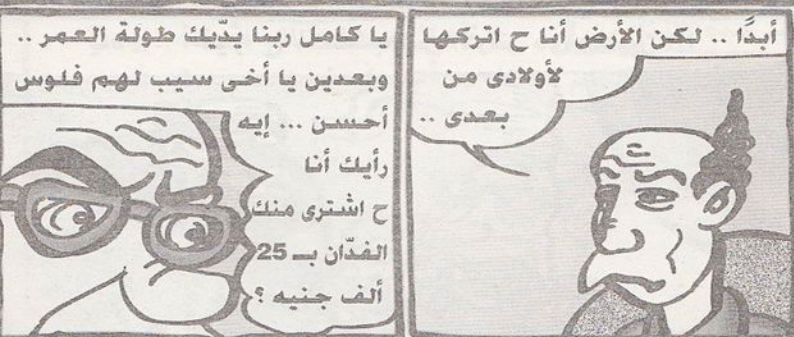 أبدًا .. لكن الأرض أنا ح اتركها
لأولادى من
بعدى ..
يا كامل ربنا يدّيك طولة العمر ..
وبعدين يا أخى سيب لهم فلوس
أحسن ... إيه
رأيك أنا
ح اشترى منك
الفدّان بـ 25
ألف جنيه ؟